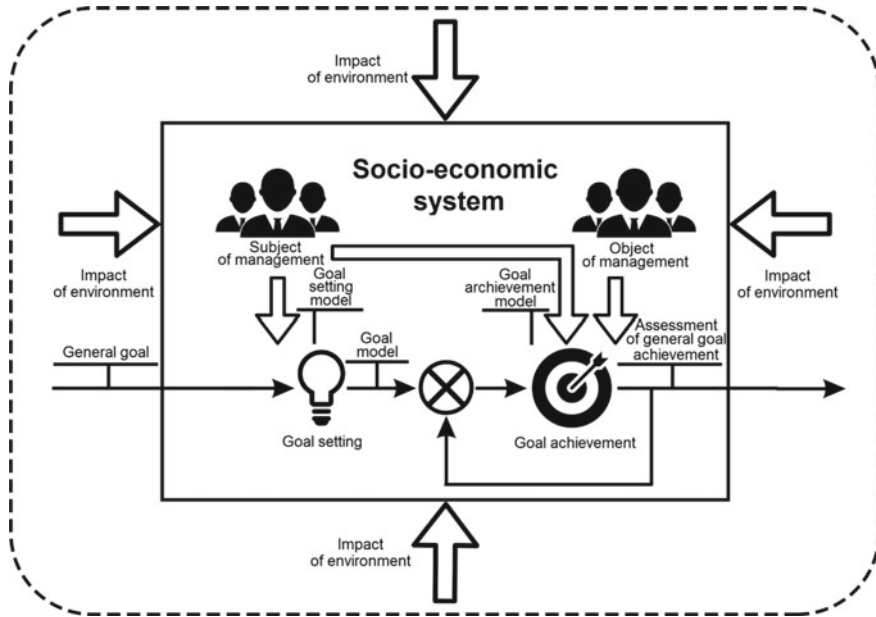 Impact
of environment
Socio-economic
system
Subject
of management
Object
of management
Impact
of environment
Impact
of environment
Goal
setting
model
Goal
archievement
model
General goal
Goal
model
Assessment
of general goal
achievement
Goal setting
Goal achievement
Impact
of environment